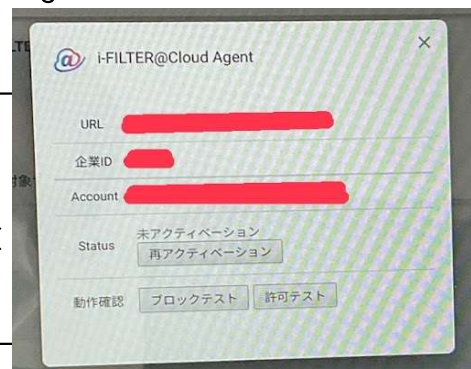 i-FILTER@Cloud Agent
URL
企業ID
Account
Status
未アクティベーション
再アクティベーション
動作確認
ブロックテスト
許可テスト